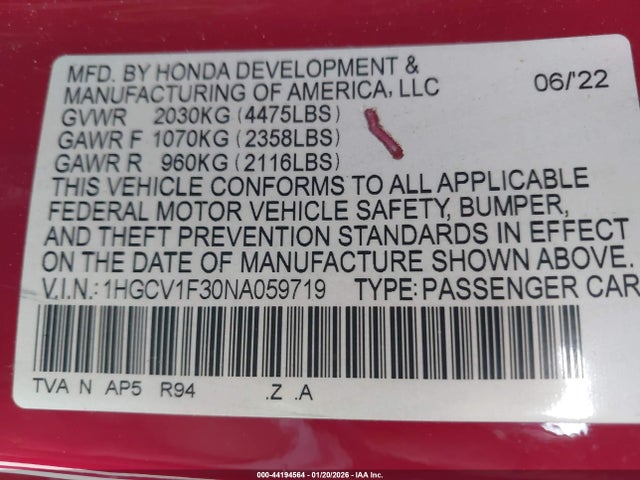 MFD. BY HONDA DEVELOPMENT &
MANUFACTURING OF AMERICA, LLC 06/'22
GVWR 2030KG (4475LBS)
GAWR F 1070KG (2358LBS)
GAWR R 960KG (2116LBS)
THIS VEHICLE CONFORMS TO ALL APPLICABLE
FEDERAL MOTOR VEHICLE SAFETY, BUMPER,
AND THEFT PREVENTION STANDARDS IN EFFECT
ON THE DATE OF MANUFACTURE SHOWN ABOVE.
V.I.N.: 1HGCV1F30NA059719 TYPE: PASSENGER CAR
TVA N AP5 R94 .Z .A
000-44194564 | 01/20/2026 - IAA Inc.